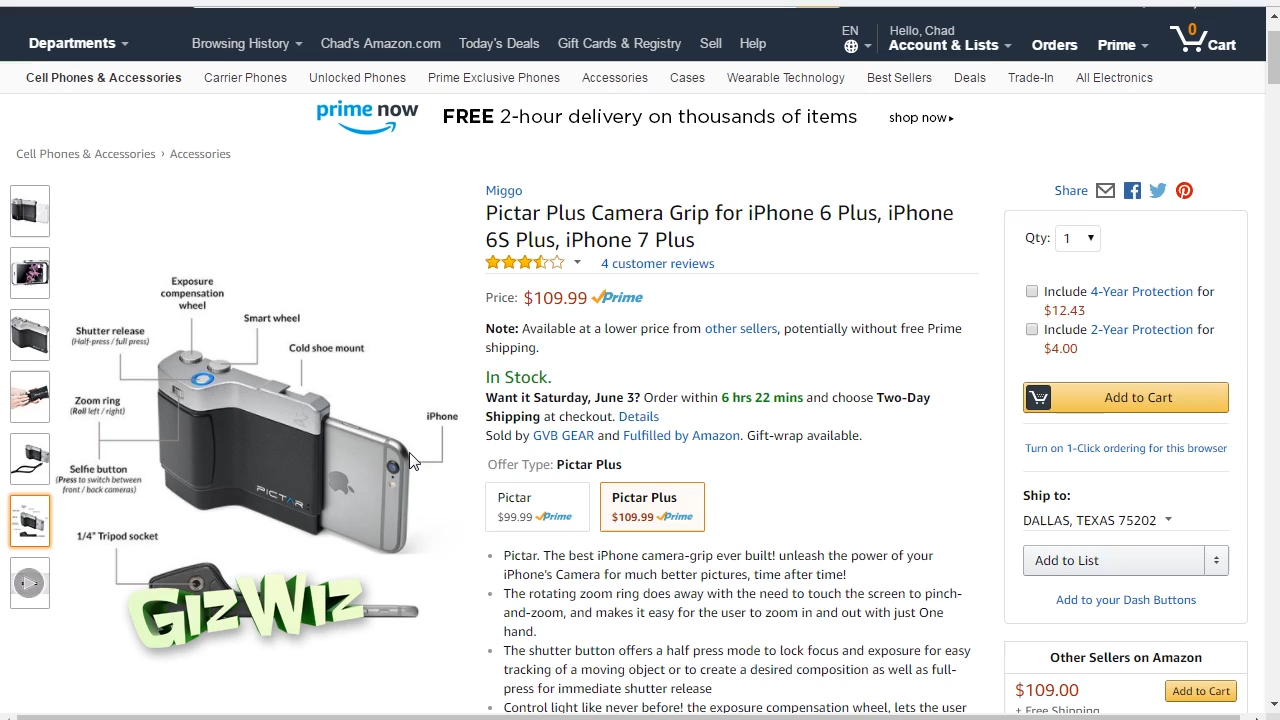 Departments
Browsing History
Chad's Amazon.com
Today's Deals
Gift Cards & Registry
Sell
Help
EN
Hello, Chad
Account & Lists
Orders
Prime
0
Cart
Cell Phones & Accessories
Carrier Phones
Unlocked Phones
Prime Exclusive Phones
Accessories
Cases
Wearable Technology
Best Sellers
Deals
Trade-In
All Electronics
prime now
FREE 2-hour delivery on thousands of items
shop now ▸
Cell Phones & Accessories › Accessories
Exposure
compensation
wheel
Smart wheel
Shutter release
(Half-press / full press)
Cold shoe mount
Zoom ring
(Roll left / right)
iPhone
Selfie button
(Press to switch between
front / back cameras)
PICTAR
1/4" Tripod socket
GizWiz
Miggo
Pictar Plus Camera Grip for iPhone 6 Plus, iPhone
6S Plus, iPhone 7 Plus
4 customer reviews
Price: $109.99 Prime
Note: Available at a lower price from other sellers, potentially without free Prime
shipping.
In Stock.
Want it Saturday, June 3? Order within 6 hrs 22 mins and choose Two-Day
Shipping at checkout. Details
Sold by GVB GEAR and Fulfilled by Amazon. Gift-wrap available.
Offer Type: Pictar Plus
Pictar
$99.99 Prime
Pictar Plus
$109.99 Prime
• Pictar. The best iPhone camera-grip ever built! unleash the power of your
iPhone's Camera for much better pictures, time after time!
• The rotating zoom ring does away with the need to touch the screen to pinch-
and-zoom, and makes it easy for the user to zoom in and out with just One
hand.
• The shutter button offers a half press mode to lock focus and exposure for easy
tracking of a moving object or to create a desired composition as well as full-
press for immediate shutter release
• Control light like never before! the exposure compensation wheel, lets the user
Share
Qty: 1
Include 4-Year Protection for
$12.43
Include 2-Year Protection for
$4.00
Add to Cart
Turn on 1-Click ordering for this browser
Ship to:
DALLAS, TEXAS 75202
Add to List
Add to your Dash Buttons
Other Sellers on Amazon
$109.00
Add to Cart
+ Free Shipping